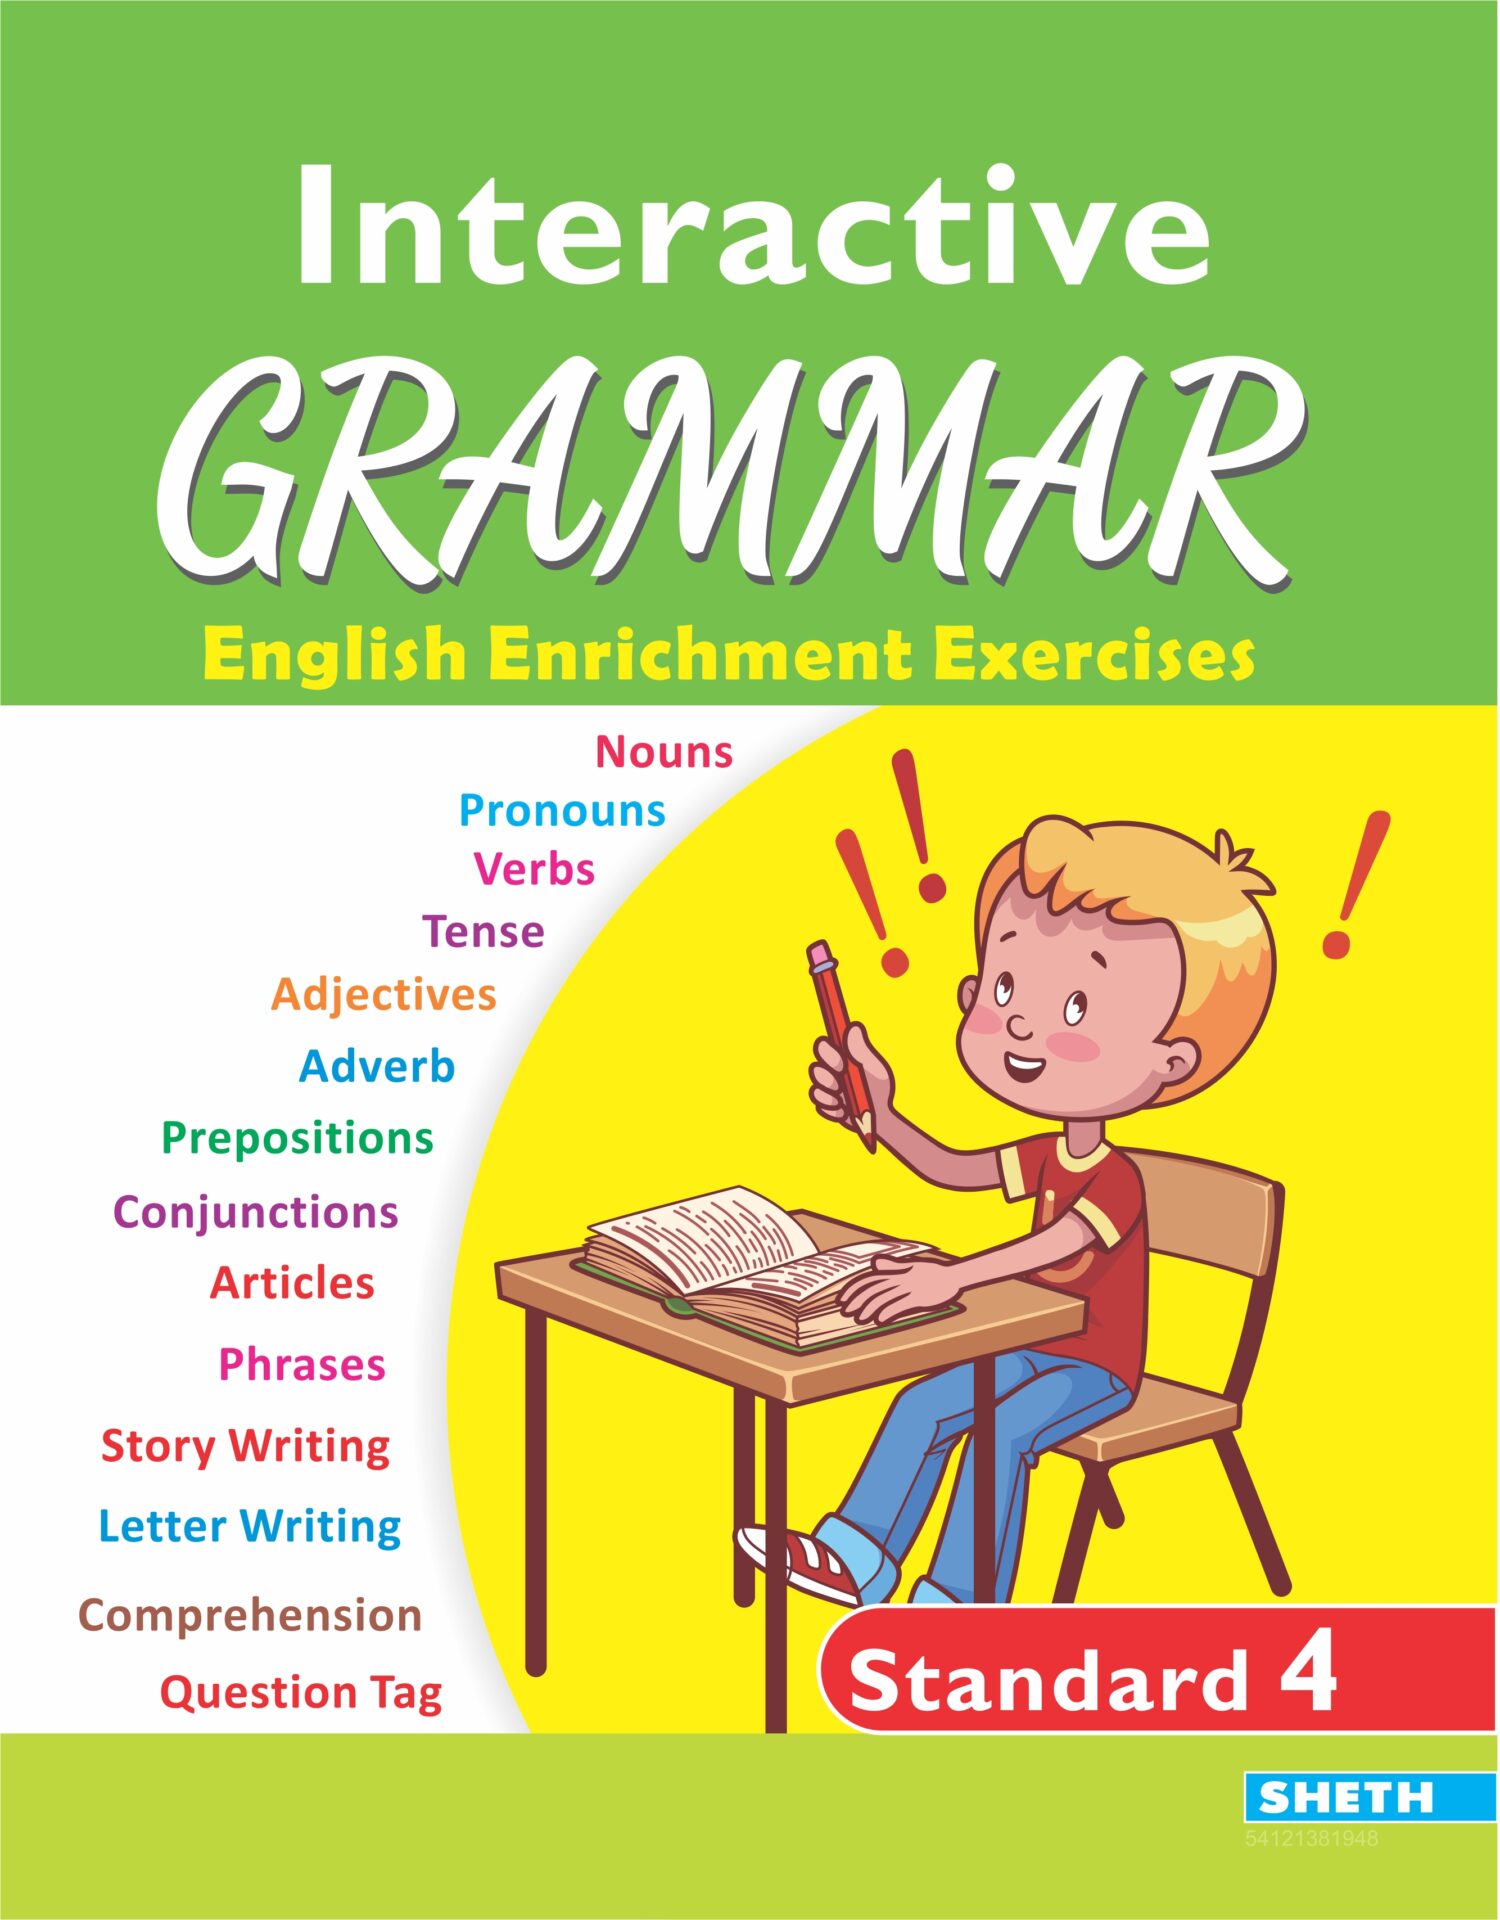 Interactive
GRAMMAR
English Enrichment Exercises
Nouns
Pronouns
Verbs
Tense
Adjectives
Adverb
Prepositions
Conjunctions
Articles
Phrases
Story Writing
Letter Writing
Comprehension
Question Tag
Standard 4
SHETH
54121381948